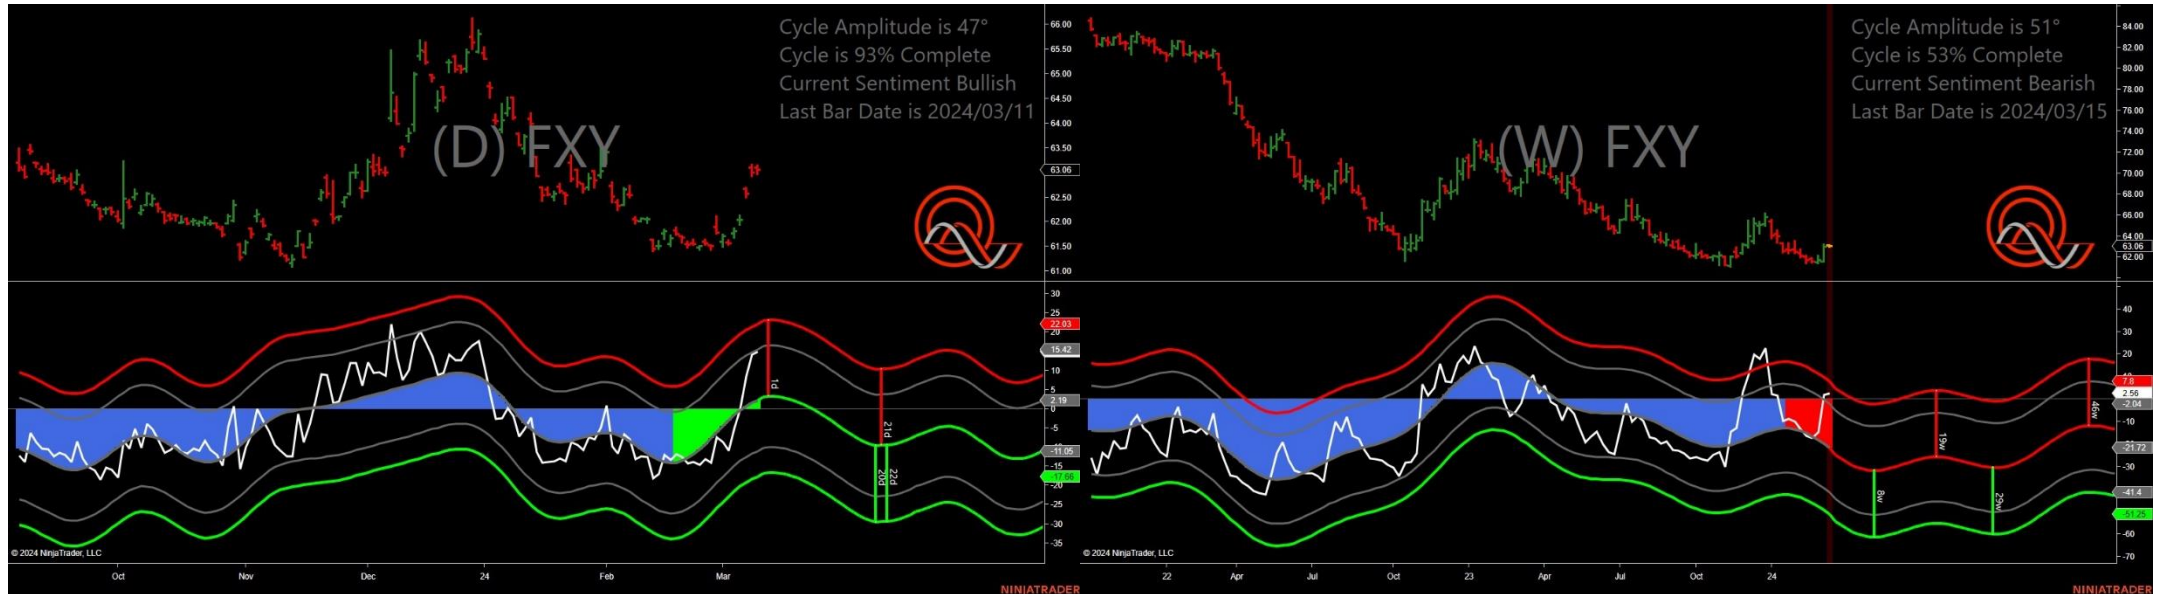 Cycle Amplitude is 47°
Cycle is 93% Complete
Current Sentiment Bullish
Last Bar Date is 2024/03/11
(D) FXY
66.00
65.50
65.00
64.50
64.00
63.50
63.06
62.50
62.00
61.50
61.00
30
25
22.03
20
15.42
10
5
2.19
0
-5
-10
-11.05
-15
-17.66
-20
-25
-30
-35
1d
21d
20d
22d
© 2024 NinjaTrader, LLC
Oct
Nov
Dec
24
Feb
Mar
NINJATRADER
Cycle Amplitude is 51°
Cycle is 53% Complete
Current Sentiment Bearish
Last Bar Date is 2024/03/15
(W) FXY
84.00
82.00
80.00
78.00
76.00
74.00
72.00
70.00
68.00
66.00
64.00
63.06
62.00
40
30
20
7.8
2.56
-2.04
-10
-21.72
-30
-41.4
-51.25
-60
-70
8w
19w
29w
46w
© 2024 NinjaTrader, LLC
22
Apr
Jul
Oct
23
Apr
Jul
Oct
24
NINJATRADER